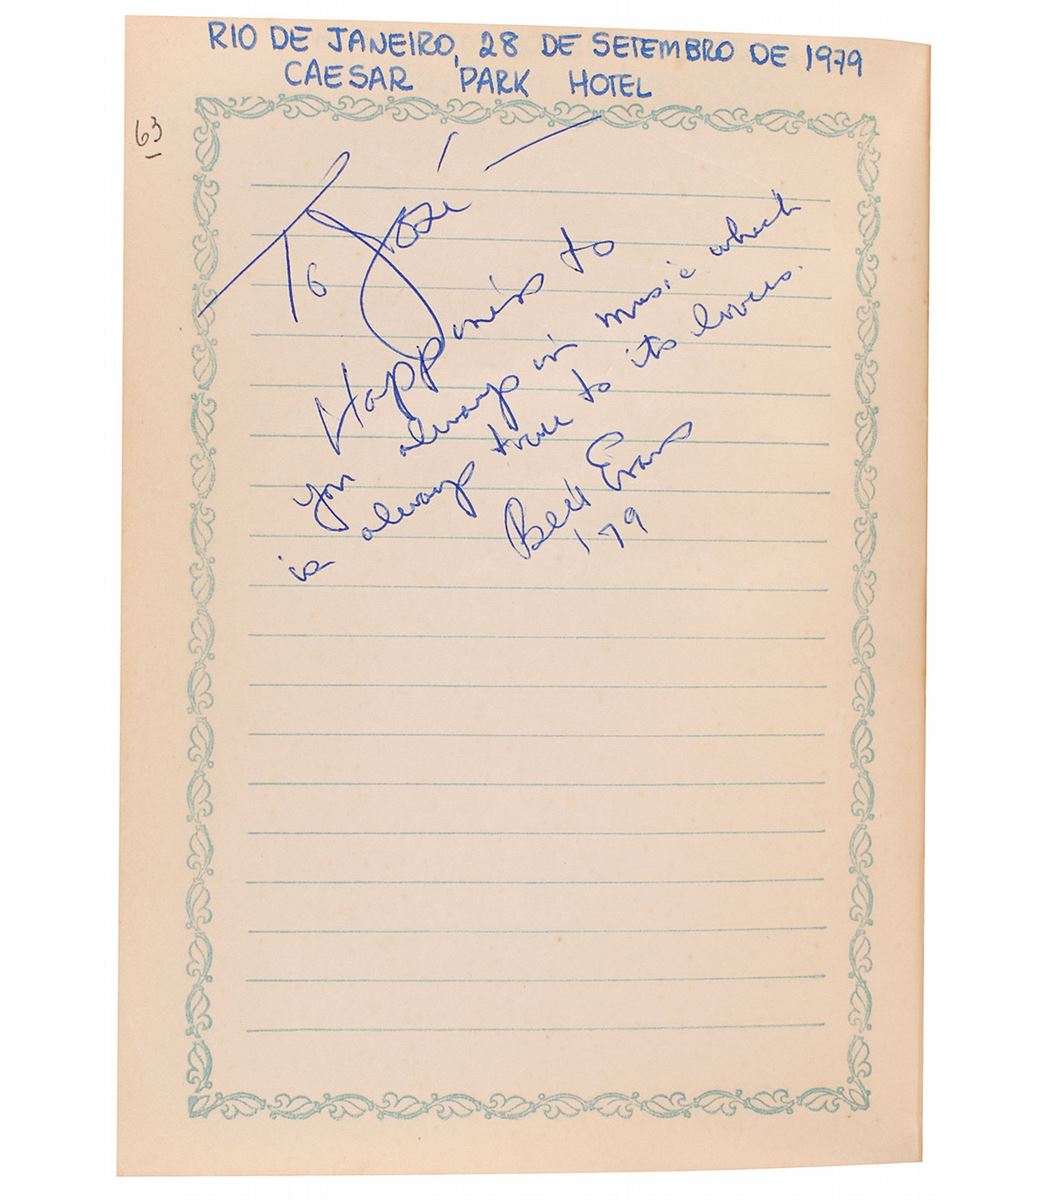 RIO DE JANEIRO, 28 DE SETEMBRO DE 1979
CAESAR PARK HOTEL
63
To José
Happiness to
you always in music which
is always true to its lovers.
Bill Evans
'79